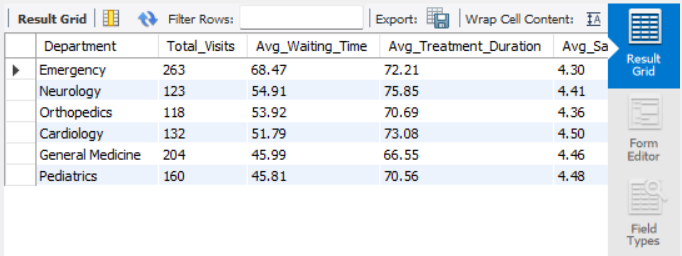 Result Grid Filter Rows: Export: Wrap Cell Content: IA
Department Total_Visits Avg_Waiting_Time Avg_Treatment_Duration Avg_Sa
Emergency 263 68.47 72.21 4.30
Neurology 123 54.91 75.85 4.41
Orthopedics 118 53.92 70.69 4.36
Cardiology 132 51.79 73.08 4.50
General Medicine 204 45.99 66.55 4.46
Pediatrics 160 45.81 70.56 4.48
Result
Grid
Form
Editor
Field
Types